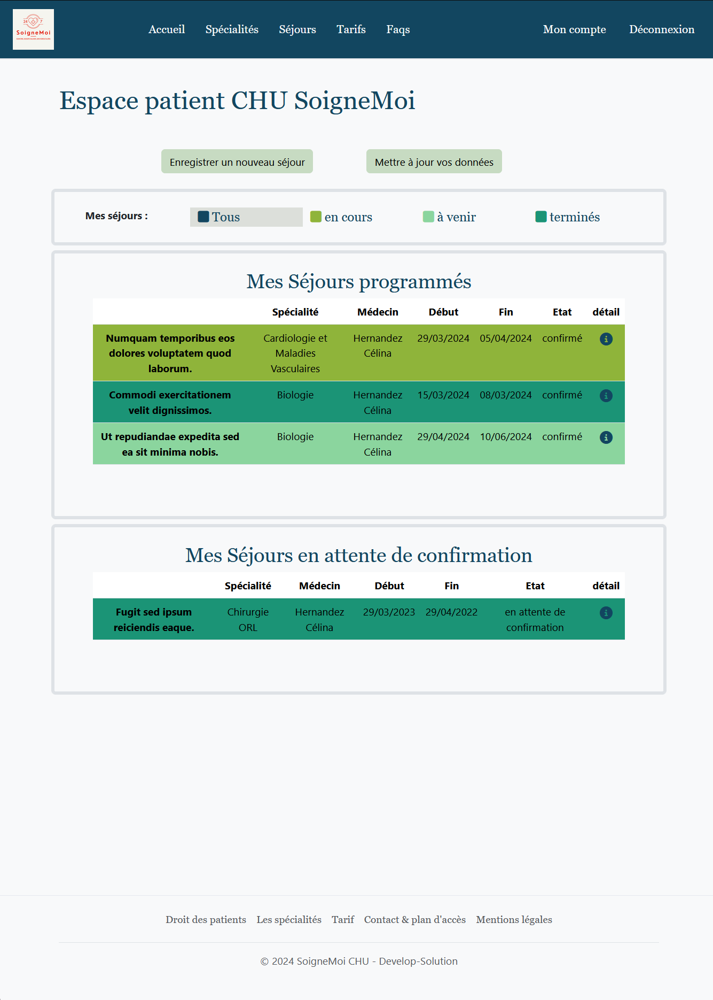 24 7
SoigneMoi
CENTRE HOSPITALIER UNIVERSITAIRE
Accueil Spécialités Séjours Tarifs Faqs Mon compte Déconnexion
Espace patient CHU SoigneMoi
Enregistrer un nouveau séjour Mettre à jour vos données
Mes séjours : Tous en cours à venir terminés
Mes Séjours programmés
Spécialité Médecin Début Fin Etat détail
Numquam temporibus eos Cardiologie et Hernandez 29/03/2024 05/04/2024 confirmé
dolores voluptatem quod Maladies Célina
laborum. Vasculaires
Commodi exercitationem Biologie Hernandez 15/03/2024 08/03/2024 confirmé
velit dignissimos. Célina
Ut repudiandae expedita sed Biologie Hernandez 29/04/2024 10/06/2024 confirmé
ea sit minima nobis. Célina
Mes Séjours en attente de confirmation
Spécialité Médecin Début Fin Etat détail
Fugit sed ipsum Chirurgie Hernandez 29/03/2023 29/04/2022 en attente de
reiciendis eaque. ORL Célina confirmation
Droit des patients Les spécialités Tarif Contact & plan d'accès Mentions légales
© 2024 SoigneMoi CHU - Develop-Solution